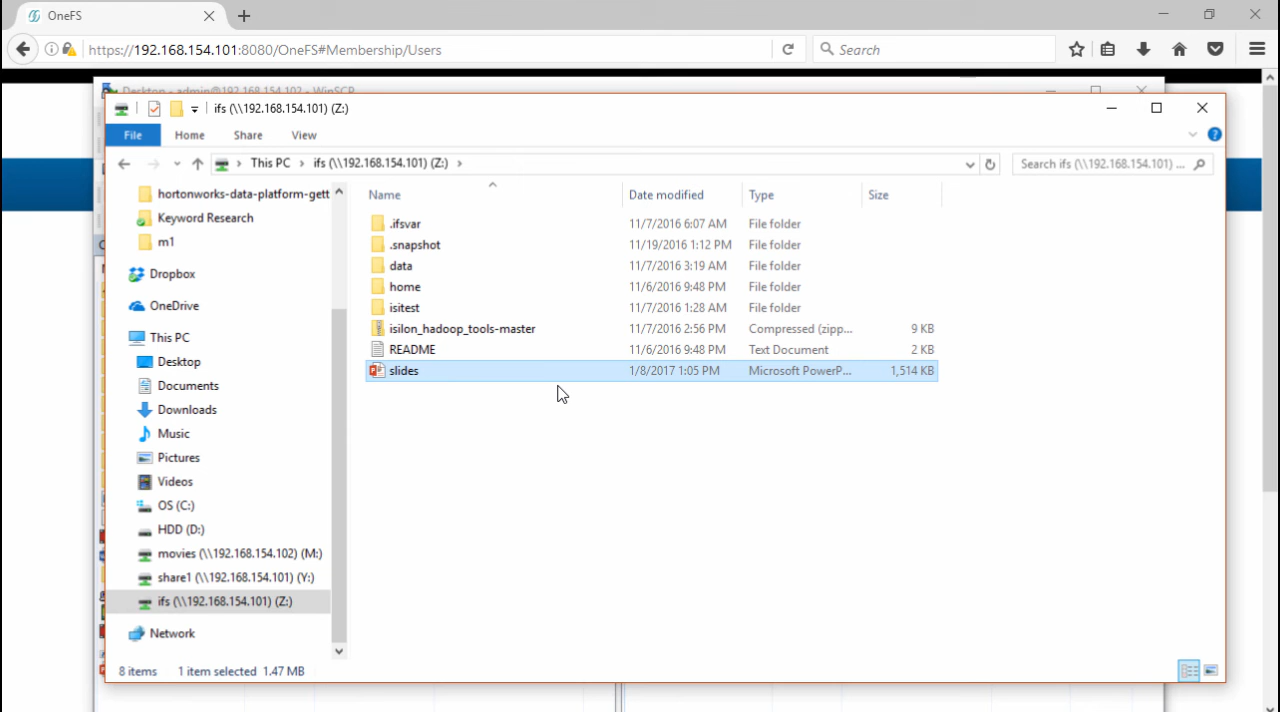 OneFS
https://192.168.154.101:8080/OneFS#Membership/Users
Search
Desktop - admin@192.168.154.102 - WinSCP
ifs (\\192.168.154.101) (Z:)
File Home Share View
This PC ifs (\\192.168.154.101) (Z:)
Search ifs (\\192.168.154.101) ...
hortonworks-data-platform-gett
Keyword Research
m1
Dropbox
OneDrive
This PC
Desktop
Documents
Downloads
Music
Pictures
Videos
OS (C:)
HDD (D:)
movies (\\192.168.154.102) (M:)
share1 (\\192.168.154.101) (Y:)
ifs (\\192.168.154.101) (Z:)
Network
Name Date modified Type Size
.ifsvar 11/7/2016 6:07 AM File folder
.snapshot 11/19/2016 1:12 PM File folder
data 11/7/2016 3:19 AM File folder
home 11/6/2016 9:48 PM File folder
isitest 11/7/2016 1:28 AM File folder
isilon_hadoop_tools-master 11/7/2016 2:56 PM Compressed (zipp... 9 KB
README 11/6/2016 9:48 PM Text Document 2 KB
slides 1/8/2017 1:05 PM Microsoft PowerP... 1,514 KB
8 items 1 item selected 1.47 MB